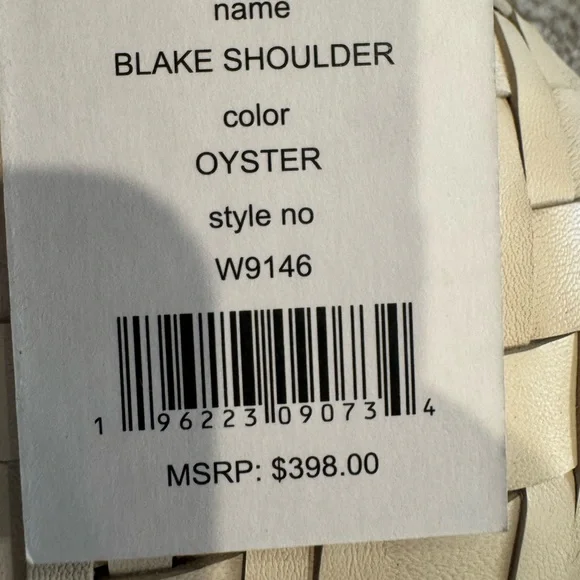 name
BLAKE SHOULDER
color
OYSTER
style no
W9146
1 96223 09073 4
MSRP: $398.00